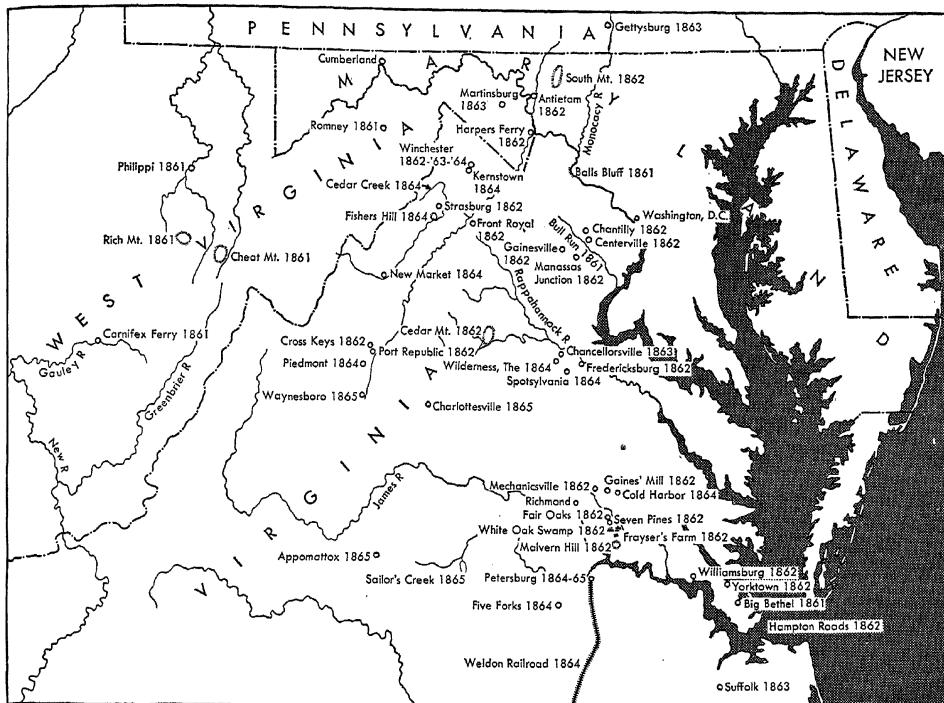 PENNSYLVANIA
Gettysburg 1863
NEW
JERSEY
DELAWARE
MARYLAND
Cumberland
South Mt. 1862
Martinsburg
1863
Antietam
1862
Monocacy R
Romney 1861
Harpers Ferry
1862
Winchester
1862-'63-'64
Kernstown
1864
Philippi 1861
Balls Bluff 1861
Cedar Creek 1864
Strasburg 1862
Fishers Hill 1864
Front Royal
1862
Washington, D.C.
Chantilly 1862
Centerville 1862
Bull Run
1861
Gainesville
1862
Manassas
Junction 1862
Rich Mt. 1861
Cheat Mt. 1861
WEST VIRGINIA
New Market 1864
Rappahannock R
Carnifex Ferry 1861
Gauley R
Greenbrier R
New R
Cedar Mt. 1862
Cross Keys 1862
Port Republic 1862
Piedmont 1864
Chancellorsville 1863
Wilderness, The 1864
Fredericksburg 1862
Spotsylvania 1864
Waynesboro 1865
Charlottesville 1865
VIRGINIA
James R
Mechanicsville 1862
Gaines' Mill 1862
Cold Harbor 1864
Richmond
Fair Oaks 1862
Seven Pines 1862
White Oak Swamp 1862
Frayser's Farm 1862
Malvern Hill 1862
Appomattox 1865
Sailor's Creek 1865
Petersburg 1864-65
Williamsburg 1862
Yorktown 1862
Big Bethel 1861
Five Forks 1864
Hampton Roads 1862
Weldon Railroad 1864
Suffolk 1863